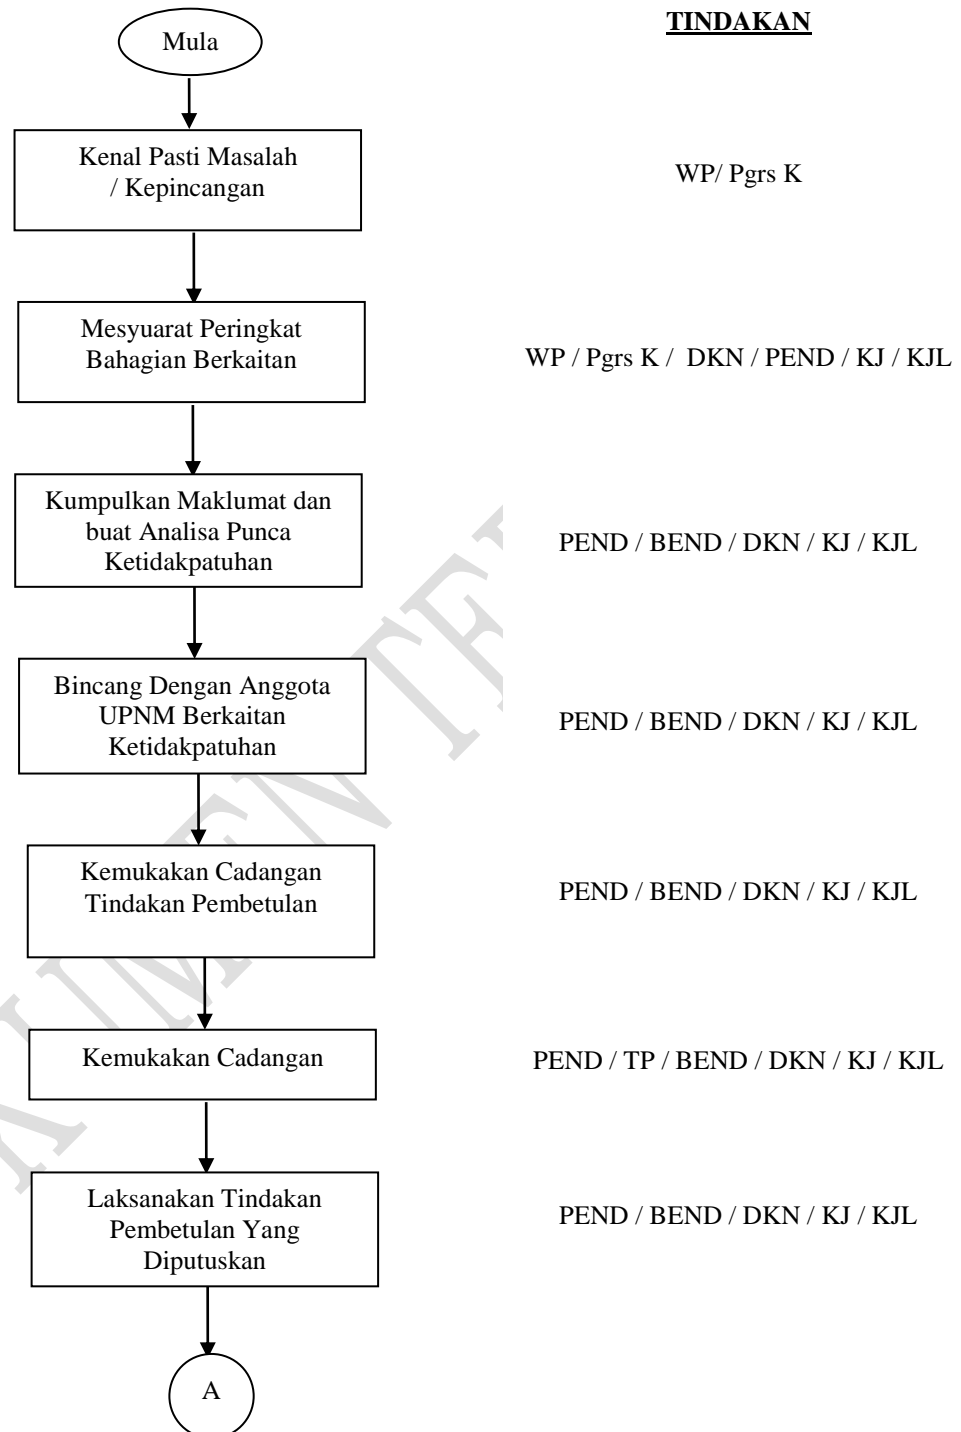 Mula
TINDAKAN
Kenal Pasti Masalah
/ Kepincangan
WP/ Pgrs K
Mesyuarat Peringkat
Bahagian Berkaitan
WP / Pgrs K / DKN / PEND / KJ / KJL
Kumpulkan Maklumat dan
buat Analisa Punca
Ketidakpatuhan
PEND / BEND / DKN / KJ / KJL
Bincang Dengan Anggota
UPNM Berkaitan
Ketidakpatuhan
PEND / BEND / DKN / KJ / KJL
Kemukakan Cadangan
Tindakan Pembetulan
PEND / BEND / DKN / KJ / KJL
Kemukakan Cadangan
PEND / TP / BEND / DKN / KJ / KJL
Laksanakan Tindakan
Pembetulan Yang
Diputuskan
PEND / BEND / DKN / KJ / KJL
A